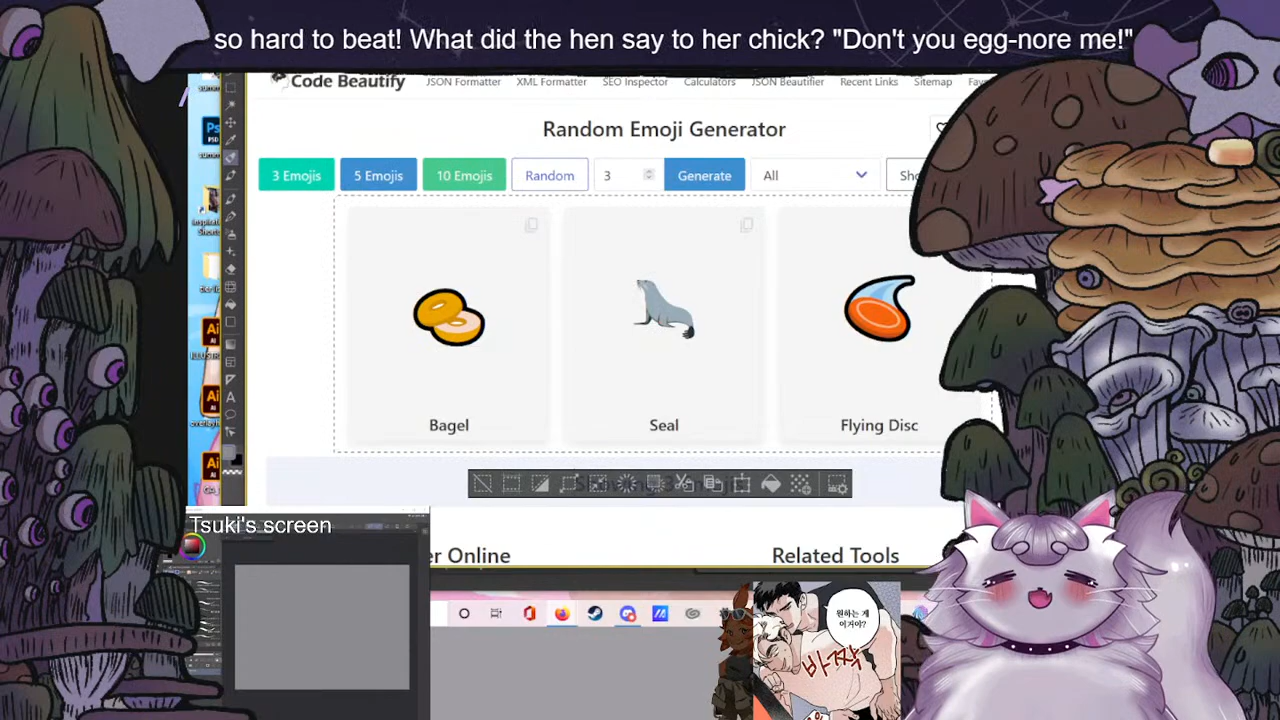 so hard to beat! What did the hen say to her chick? "Don't you egg-nore me!"
Code Beautify
JSON Formatter
XML Formatter
SEO Inspector
Calculators
JSON Beautifier
Recent Links
Sitemap
Random Emoji Generator
3 Emojis
5 Emojis
10 Emojis
Random
3
Generate
All
Bagel
Seal
Flying Disc
Tsuki's screen
er Online
Related Tools
원하는 게
이거야?
바짝